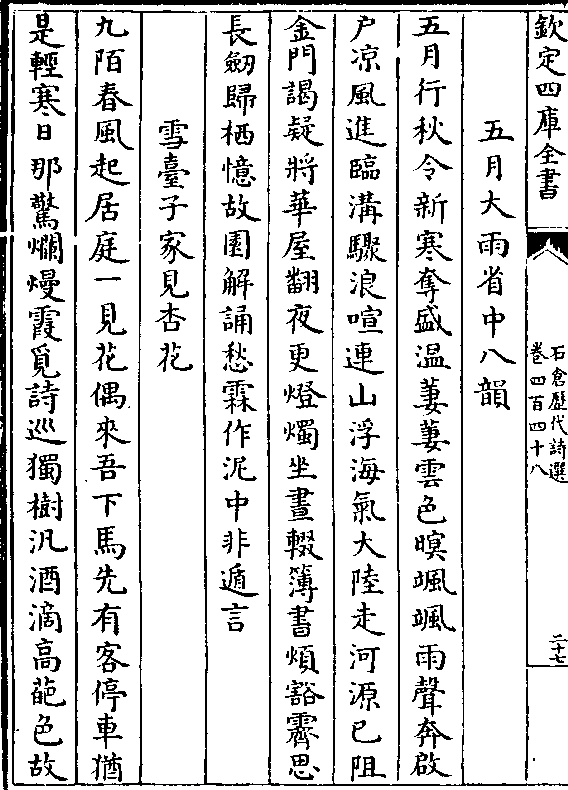 欽定四庫全書
石倉歷代詩選
卷四百四十八
二十七
五月大雨省中八韻
五月行秋令新寒奪盛温萋萋雲色暝颯颯雨聲奔啟
户凉風進臨溝驟浪喧連山浮海氣大陸走河源已阻
金門謁疑將華屋翻夜更燈燭坐晝輟簿書煩豁霽思
長劒歸栖憶故園解誦愁霖作泥中非遁言
雪臺子家見杏花
九陌春風起居庭一見花偶來吾下馬先有客停車猶
是輕寒日那驚爛熳霞覓詩巡獨樹汎酒滴高葩色故